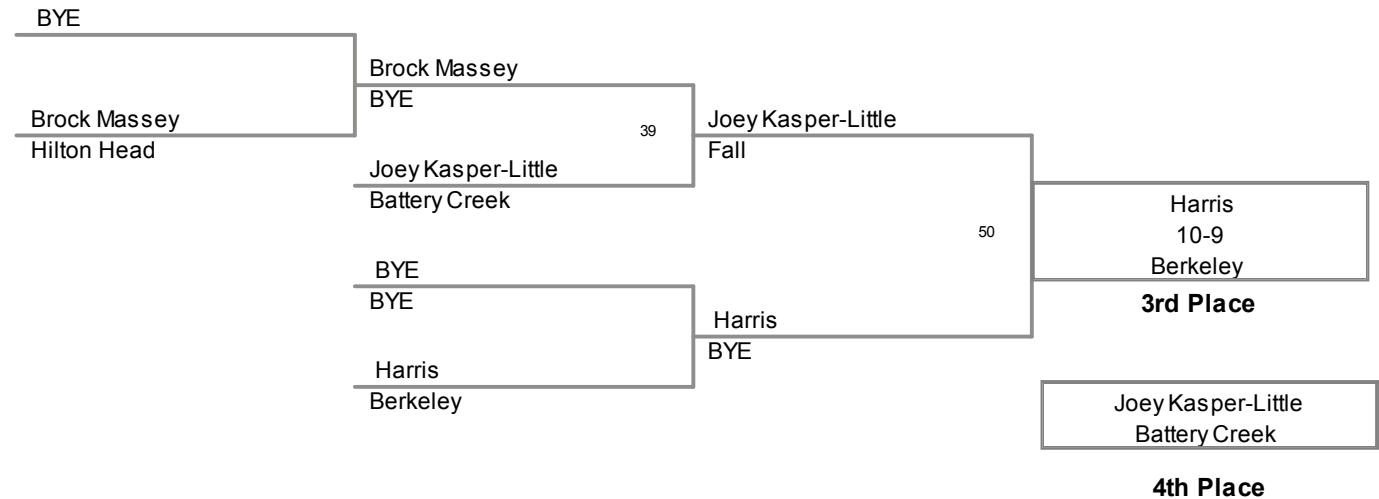 BYE
Brock Massey
Hilton Head
Brock Massey
BYE
39
Joey Kasper-Little
Battery Creek
BYE
BYE
Harris
Berkeley
Joey Kasper-Little
Fall
50
Harris
BYE
Harris
10-9
Berkeley
3rd Place
Joey Kasper-Little
Battery Creek
4th Place